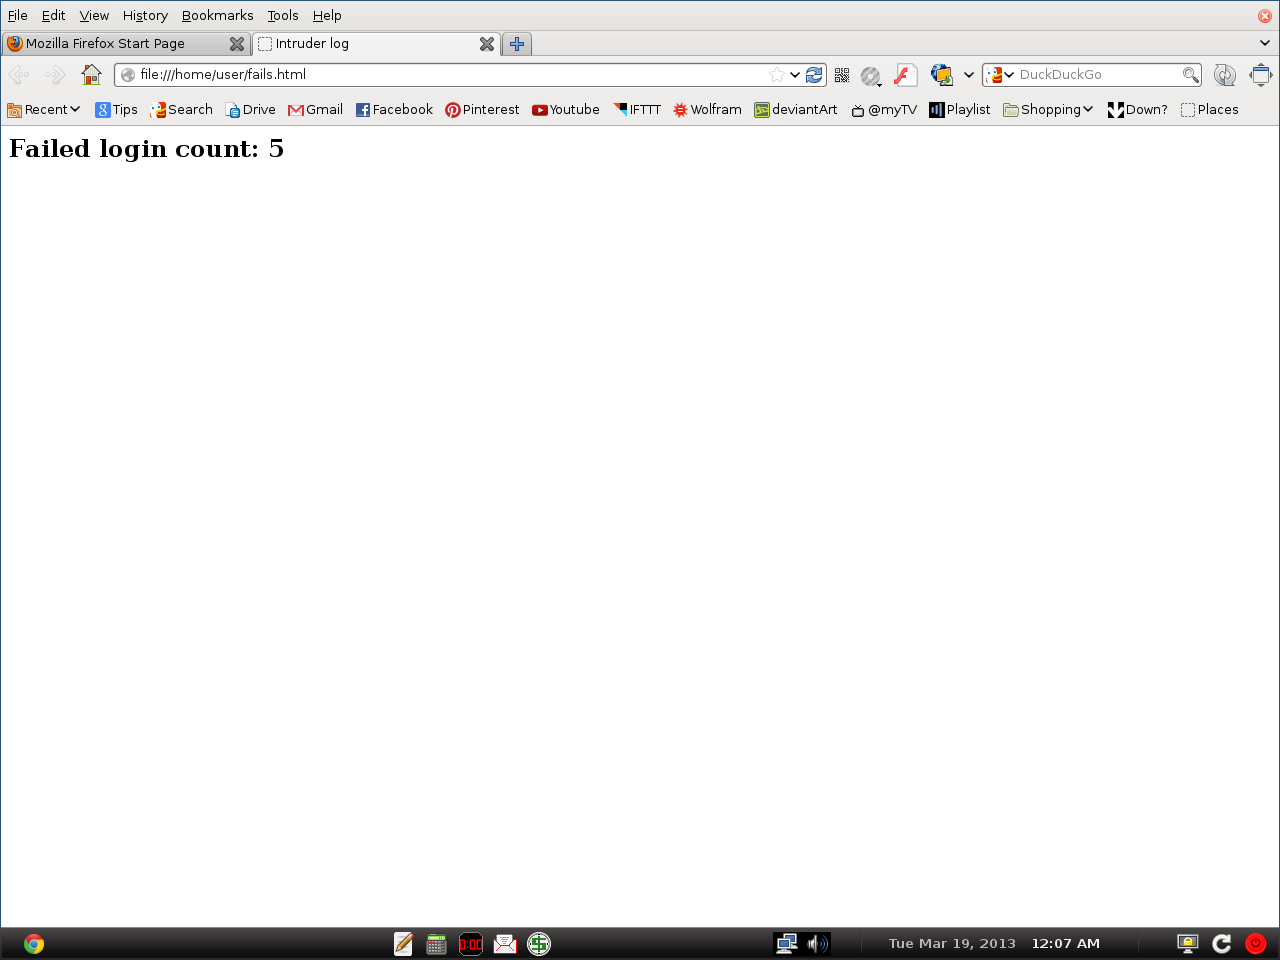 File Edit View History Bookmarks Tools Help
Mozilla Firefox Start Page Intruder log
file:///home/user/fails.html DuckDuckGo
Recent Tips Search Drive Gmail Facebook Pinterest Youtube IFTTT Wolfram deviantArt @myTV Playlist Shopping Down? Places
Failed login count: 5
0:00 Tue Mar 19, 2013 12:07 AM